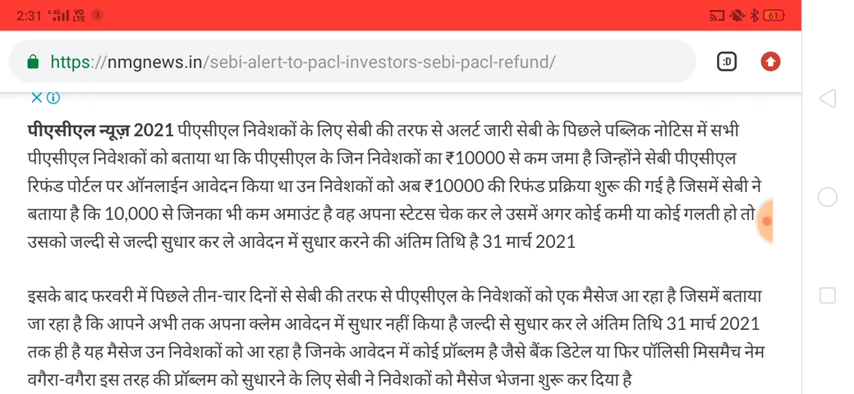 2:31 4G VO LTE 3 61
https://nmgnews.in/sebi-alert-to-pacl-investors-sebi-pacl-refund/ :D
पीएसीएल न्यूज़ 2021 पीएसीएल निवेशकों के लिए सेबी की तरफ से अलर्ट जारी सेबी के पिछले पब्लिक नोटिस में सभी
पीएसीएल निवेशकों को बताया था कि पीएसीएल के जिन निवेशकों का ₹10000 से कम जमा है जिन्होंने सेबी पीएसीएल
रिफंड पोर्टल पर ऑनलाईन आवेदन किया था उन निवेशकों को अब ₹10000 की रिफंड प्रक्रिया शुरू की गई है जिसमें सेबी ने
बताया है कि 10,000 से जिनका भी कम अमाउंट है वह अपना स्टेटस चेक कर ले उसमें अगर कोई कमी या कोई गलती हो तो
उसको जल्दी से जल्दी सुधार कर ले आवेदन में सुधार करने की अंतिम तिथि है 31 मार्च 2021
इसके बाद फरवरी में पिछले तीन-चार दिनों से सेबी की तरफ से पीएसीएल के निवेशकों को एक मैसेज आ रहा है जिसमें बताया
जा रहा है कि आपने अभी तक अपना क्लेम आवेदन में सुधार नहीं किया है जल्दी से सुधार कर ले अंतिम तिथि 31 मार्च 2021
तक ही है यह मैसेज उन निवेशकों को आ रहा है जिनके आवेदन में कोई प्रॉब्लम है जैसे बैंक डिटेल या फिर पॉलिसी मिसमैच नेम
वगैरा-वगैरा इस तरह की प्रॉब्लम को सुधारने के लिए सेबी ने निवेशकों को मैसेज भेजना शुरू कर दिया है